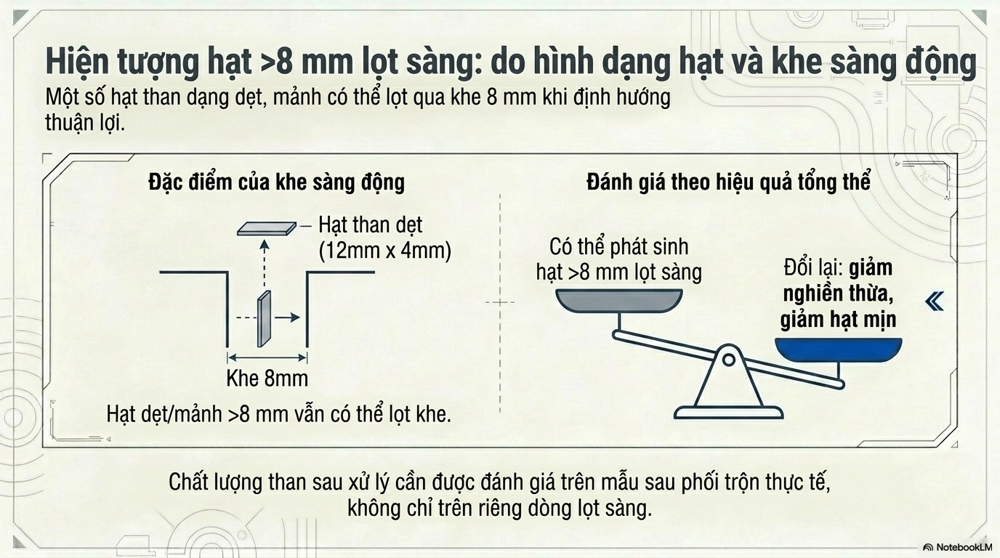 Hiện tượng hạt >8 mm lọt sàng: do hình dạng hạt và khe sàng động
Một số hạt than dạng dẹt, mảnh có thể lọt qua khe 8 mm khi định hướng
thuận lợi.
Đặc điểm của khe sàng động
Hạt than dẹt
(12mm x 4mm)
Khe 8mm
Hạt dẹt/mảnh >8 mm vẫn có thể lọt khe.
Đánh giá theo hiệu quả tổng thể
Có thể phát sinh
hạt >8 mm lọt sàng
Đổi lại: giảm
nghiền thừa,
giảm hạt mịn
Chất lượng than sau xử lý cần được đánh giá trên mẫu sau phối trộn thực tế,
không chỉ trên riêng dòng lọt sàng.
NotebookLM